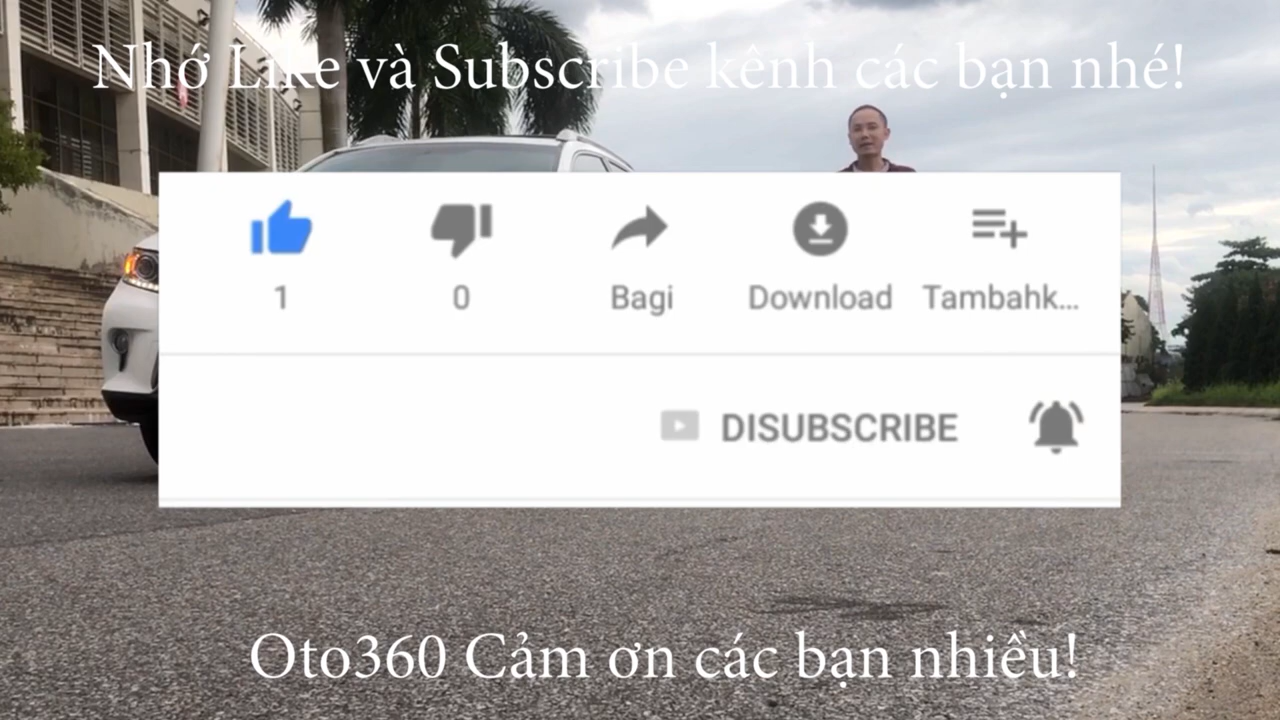 Nhớ Like và Subscribe kênh các bạn nhé!
1 0 Bagi Download Tambahk...
DISUBSCRIBE
Oto360 Cảm ơn các bạn nhiều!